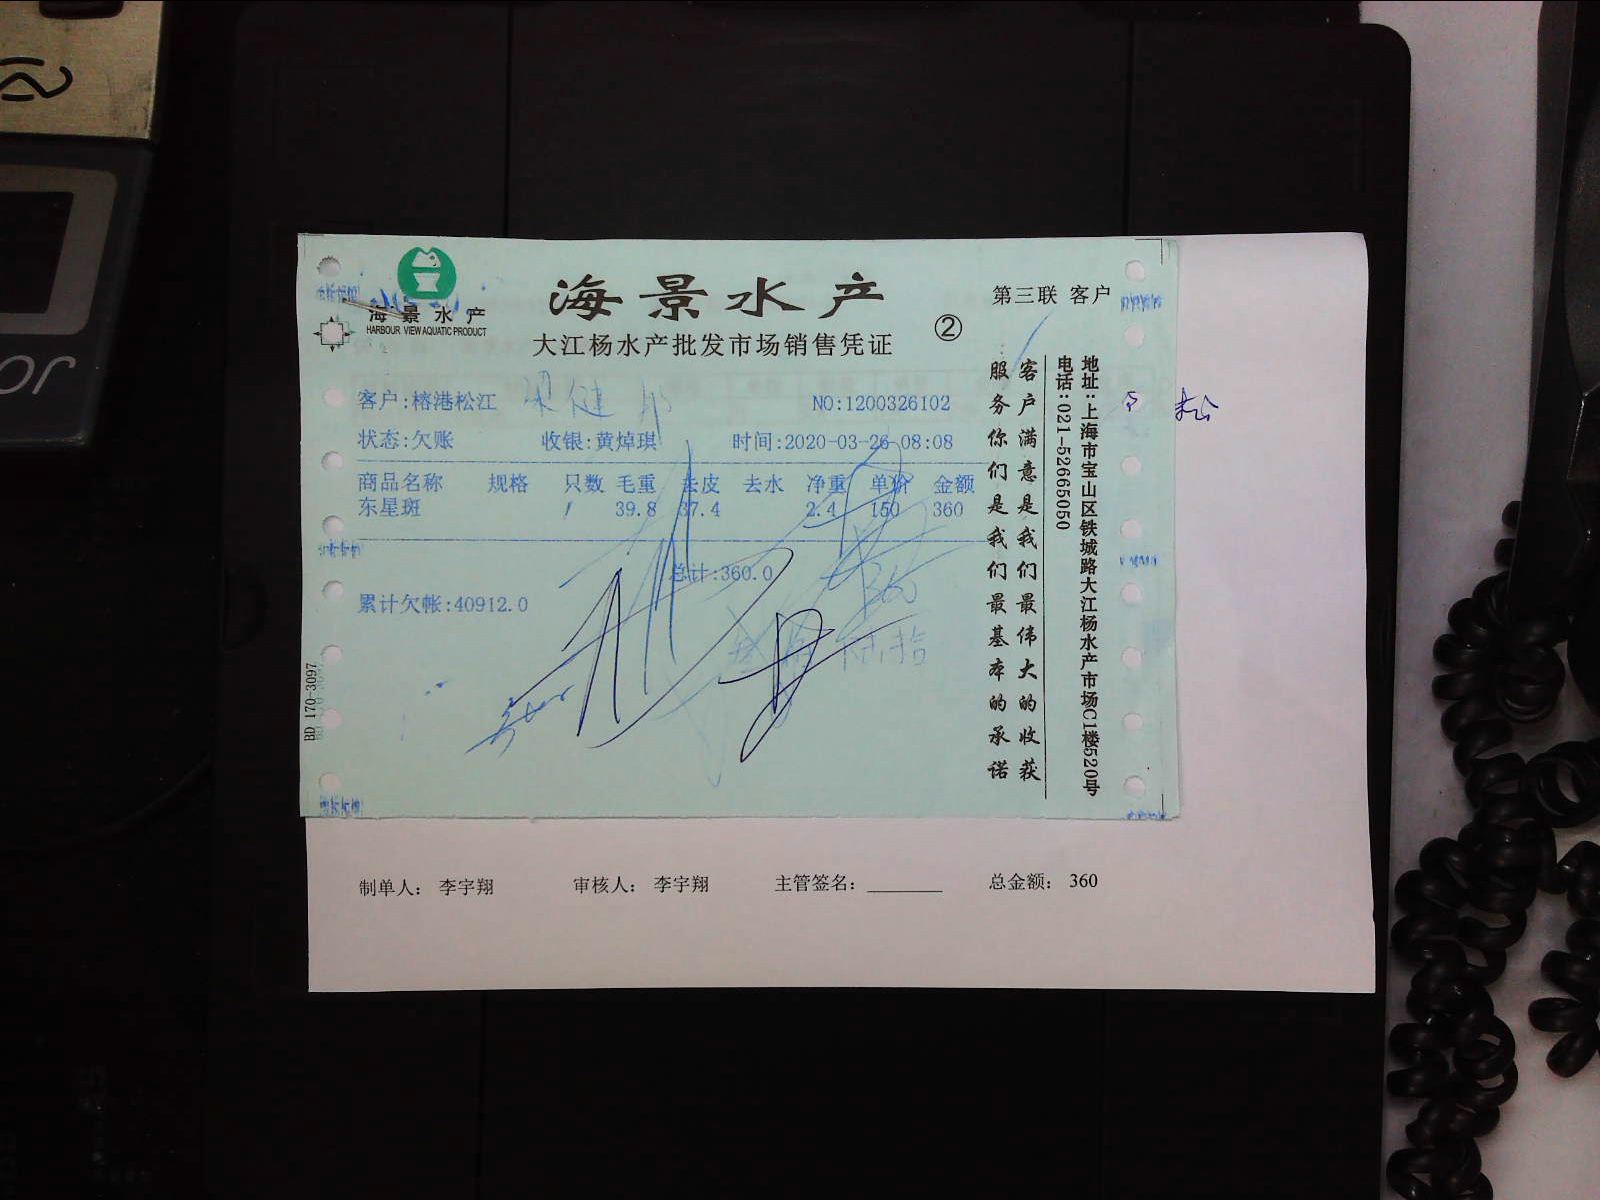 海景水产
HARBOUR VIEW AQUATIC PRODUCT
海景水产
第三联 客户
大江杨水产批发市场销售凭证
②
客户:榕港松江
NO:1200326102
状态:欠账 收银:黄焯琪 时间:2020-03-26 08:08
商品名称 规格 只数 毛重 去皮 去水 净重 单价 金额
东星斑 / 39.8 37.4 2.4 150 360
总计:360.0
累计欠帐:40912.0
客户满意是我们最伟大的收获
服务你们是我们最基本的承诺
地址:上海市宝山区铁城路大江杨水产市场C1楼520号
电话:021-52665050
BD 170-3097
松
制单人: 李宇翔 审核人: 李宇翔 主管签名: 总金额: 360
or